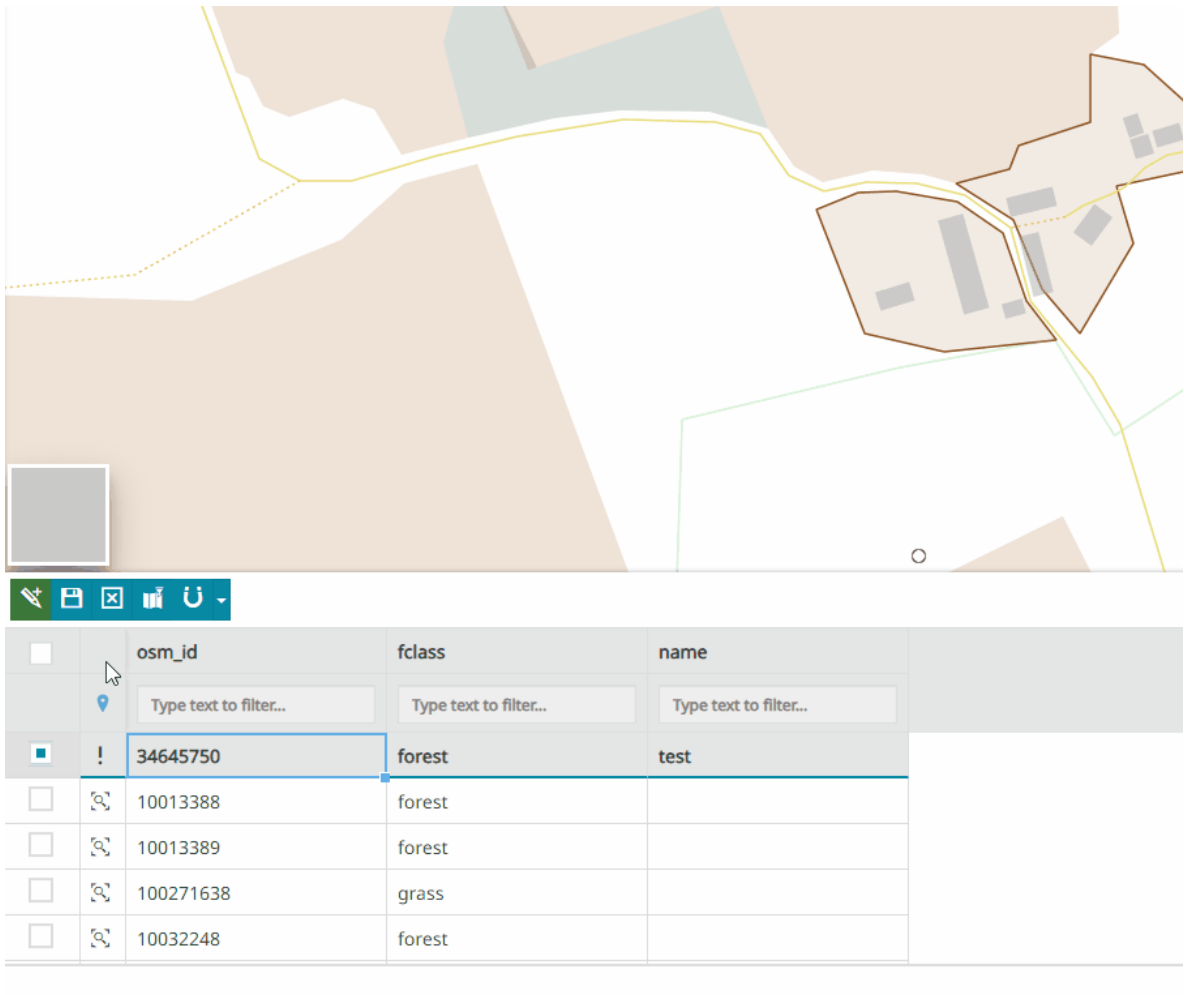 osm_id fclass name
Type text to filter... Type text to filter... Type text to filter...
! 34645750 forest test
10013388 forest
10013389 forest
100271638 grass
10032248 forest